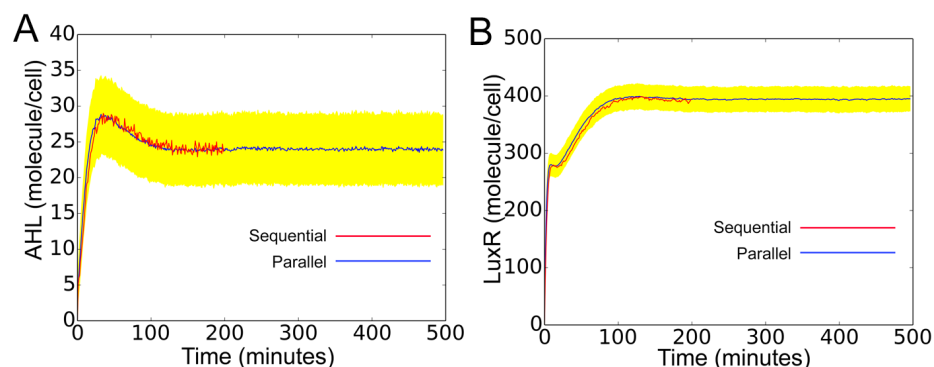 A
AHL (molecule/cell)
40
35
30
25
20
15
10
5
0
Sequential
Parallel
0 100 200 300 400 500
Time (minutes)
B
LuxR (molecule/cell)
500
400
300
200
100
0
Sequential
Parallel
0 100 200 300 400 500
Time (minutes)